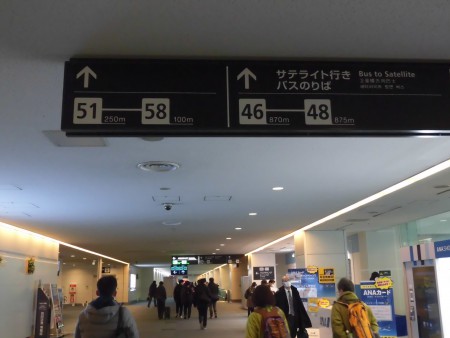 51 — 58
250m 100m
サテライト行き
バスのりば
Bus to Satellite
46 — 48
870m 875m
ANAカード